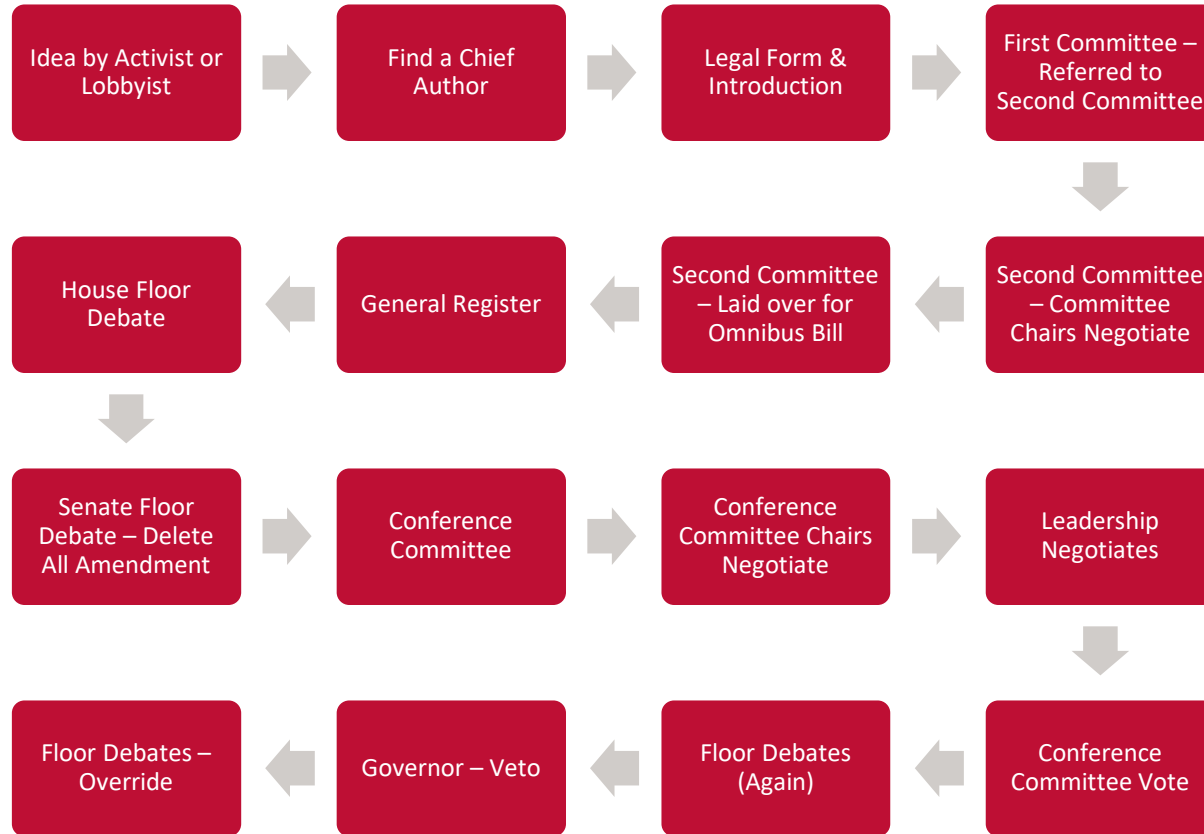 Idea by Activist or
Lobbyist
Find a Chief
Author
Legal Form &
Introduction
First Committee –
Referred to
Second Committee
Second Committee
– Committee
Chairs Negotiate
Second Committee
– Laid over for
Omnibus Bill
General Register
House Floor
Debate
Senate Floor
Debate – Delete
All Amendment
Conference
Committee
Conference
Committee Chairs
Negotiate
Leadership
Negotiates
Conference
Committee Vote
Floor Debates
(Again)
Governor – Veto
Floor Debates –
Override